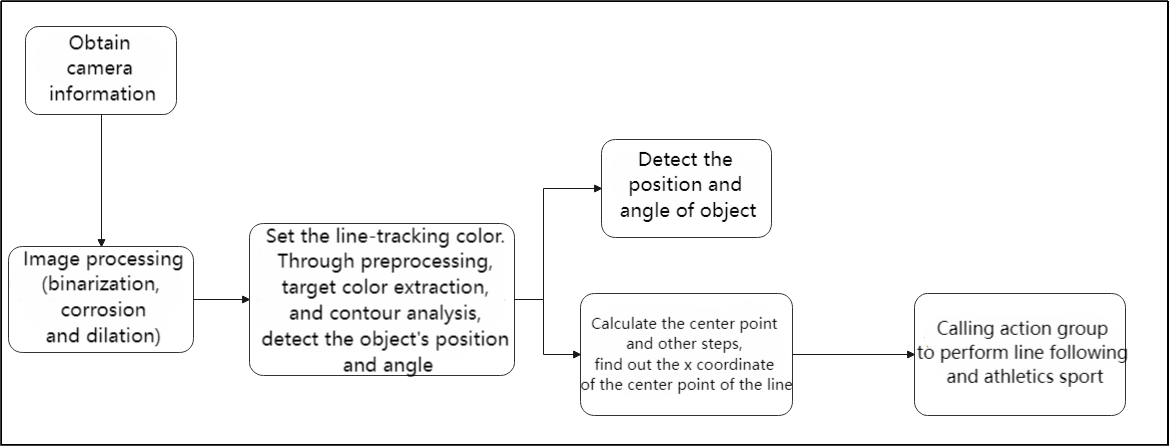 Obtain
camera
information
Image processing
(binarization,
corrosion
and dilation)
Set the line-tracking color.
Through preprocessing,
target color extraction,
and contour analysis,
detect the object's position
and angle
Detect the
position and
angle of object
Calculate the center point
and other steps,
find out the x coordinate
of the center point of the line
Calling action group
to perform line following
and athletics sport